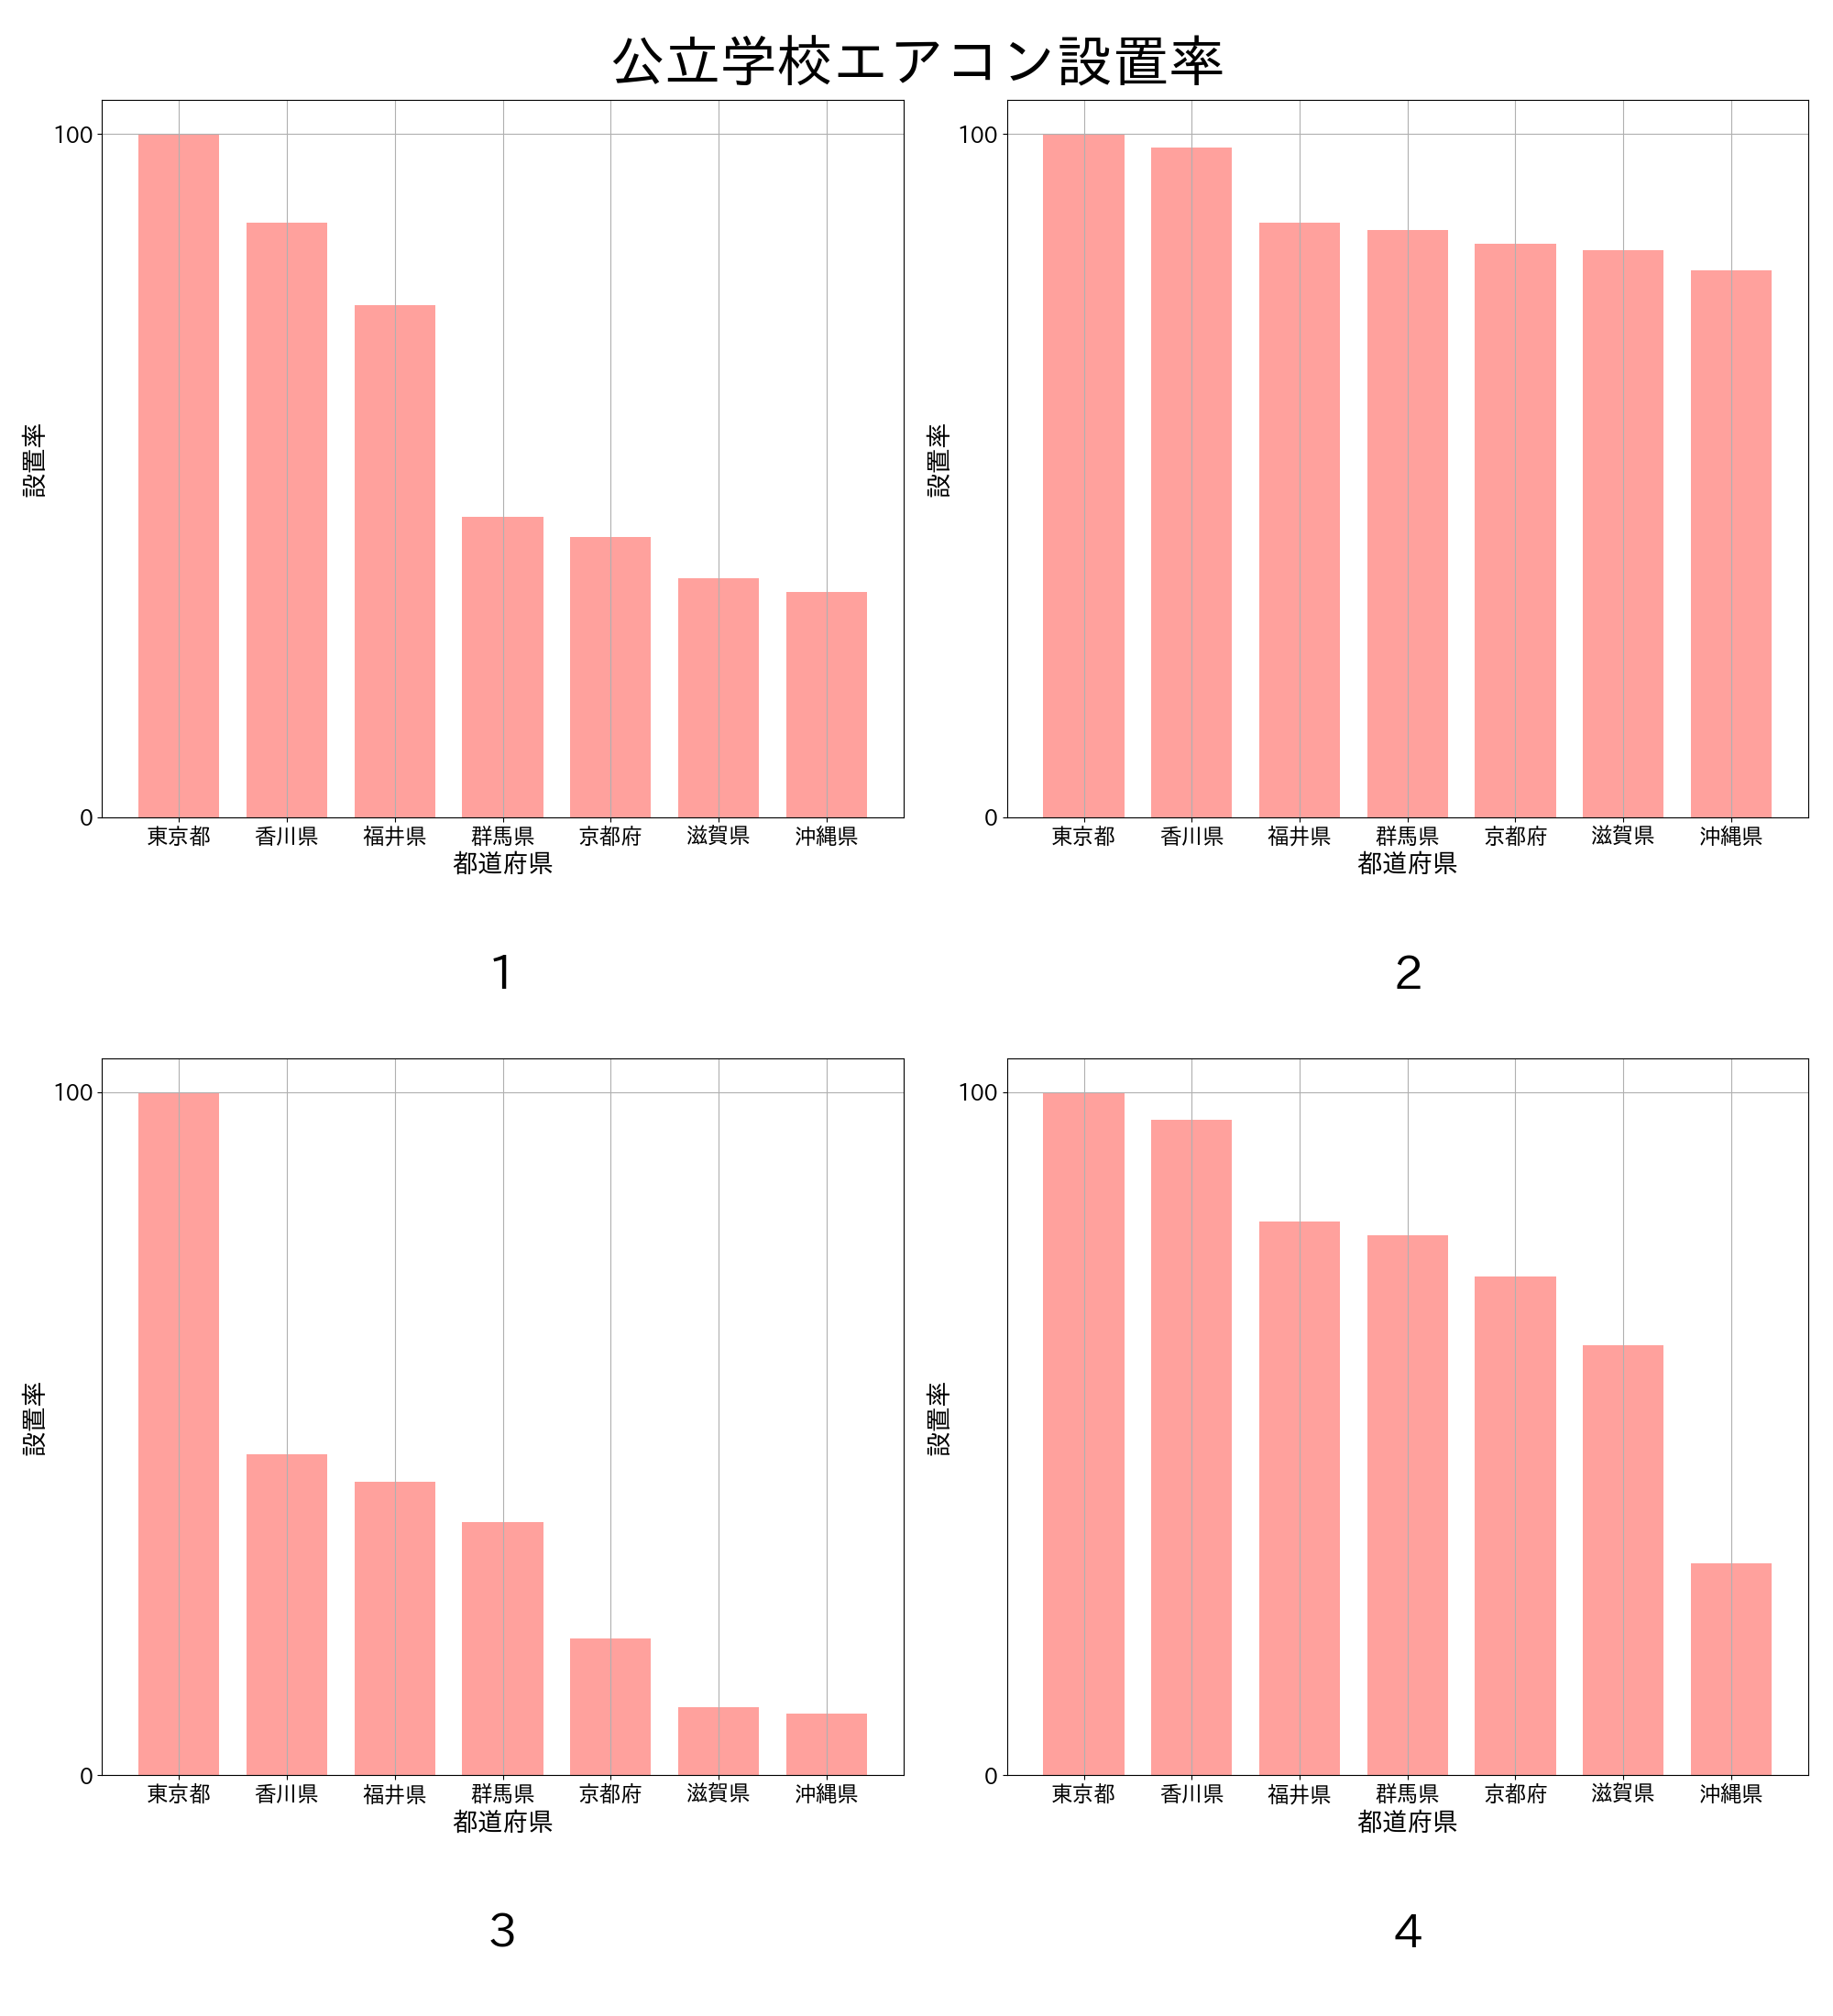 公立学校エアコン設置率
100
0
設置率
東京都 香川県 福井県 群馬県 京都府 滋賀県 沖縄県
都道府県
1
100
0
設置率
東京都 香川県 福井県 群馬県 京都府 滋賀県 沖縄県
都道府県
2
100
0
設置率
東京都 香川県 福井県 群馬県 京都府 滋賀県 沖縄県
都道府県
3
100
0
設置率
東京都 香川県 福井県 群馬県 京都府 滋賀県 沖縄県
都道府県
4